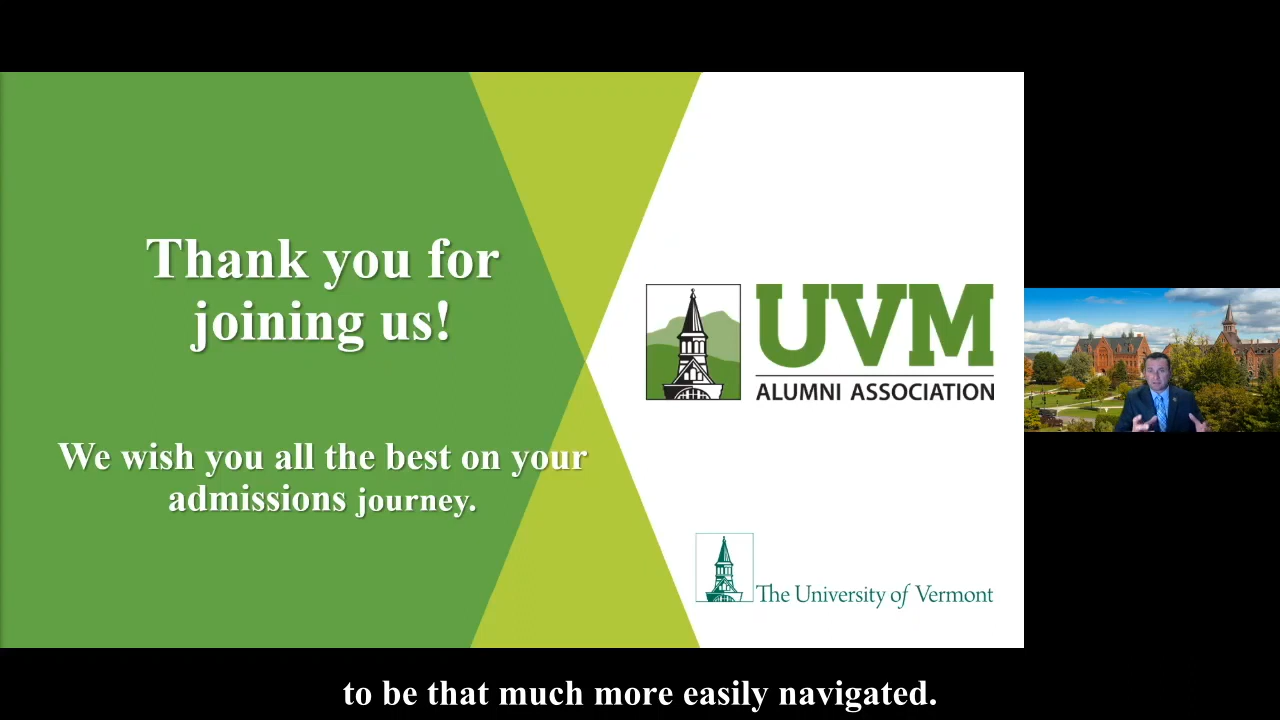 Thank you for
joining us!
We wish you all the best on your
admissions journey.
UVM
ALUMNI ASSOCIATION
The University of Vermont
to be that much more easily navigated.